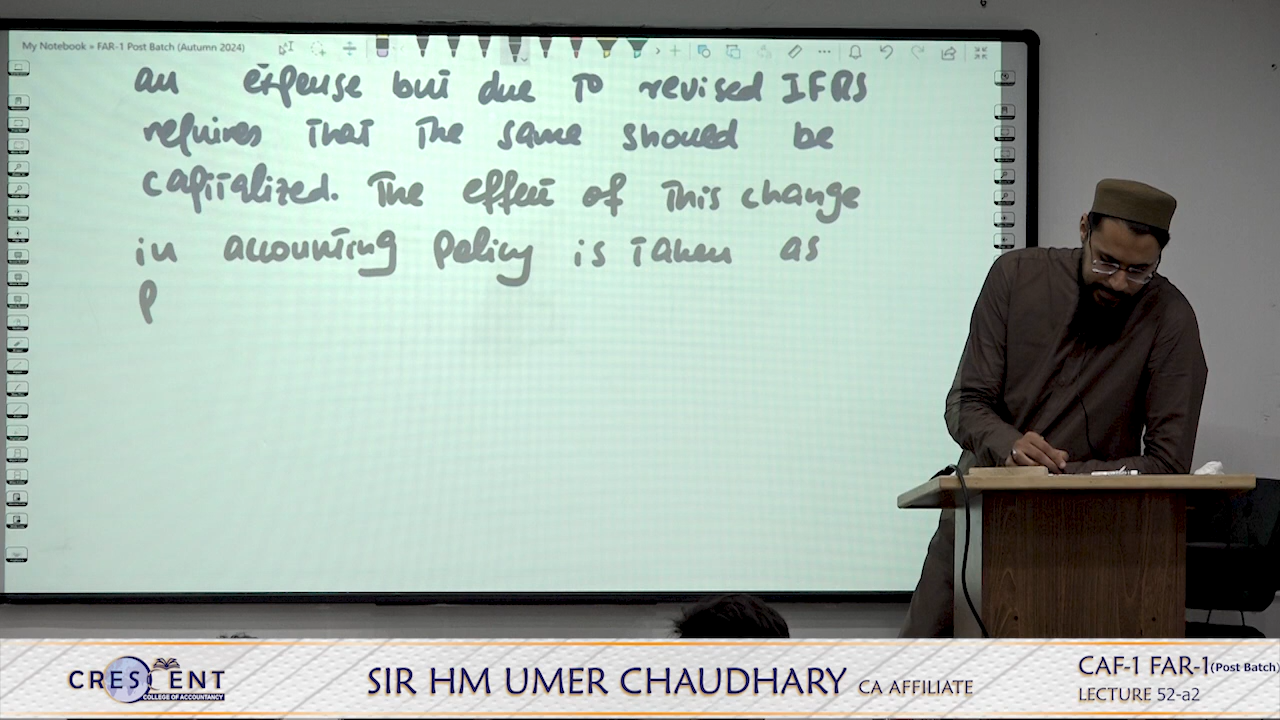 My Notebook » FAR-1 Post Batch (Autumn 2024)
an expense but due to revised IFRS
requires that the same should be
capitalized. The effect of this change
in accounting policy is taken as
P
CRESCENT
COLLEGE OF ACCOUNTANCY
SIR HM UMER CHAUDHARY CA AFFILIATE
CAF-1 FAR-1(Post Batch)
LECTURE 52-a2